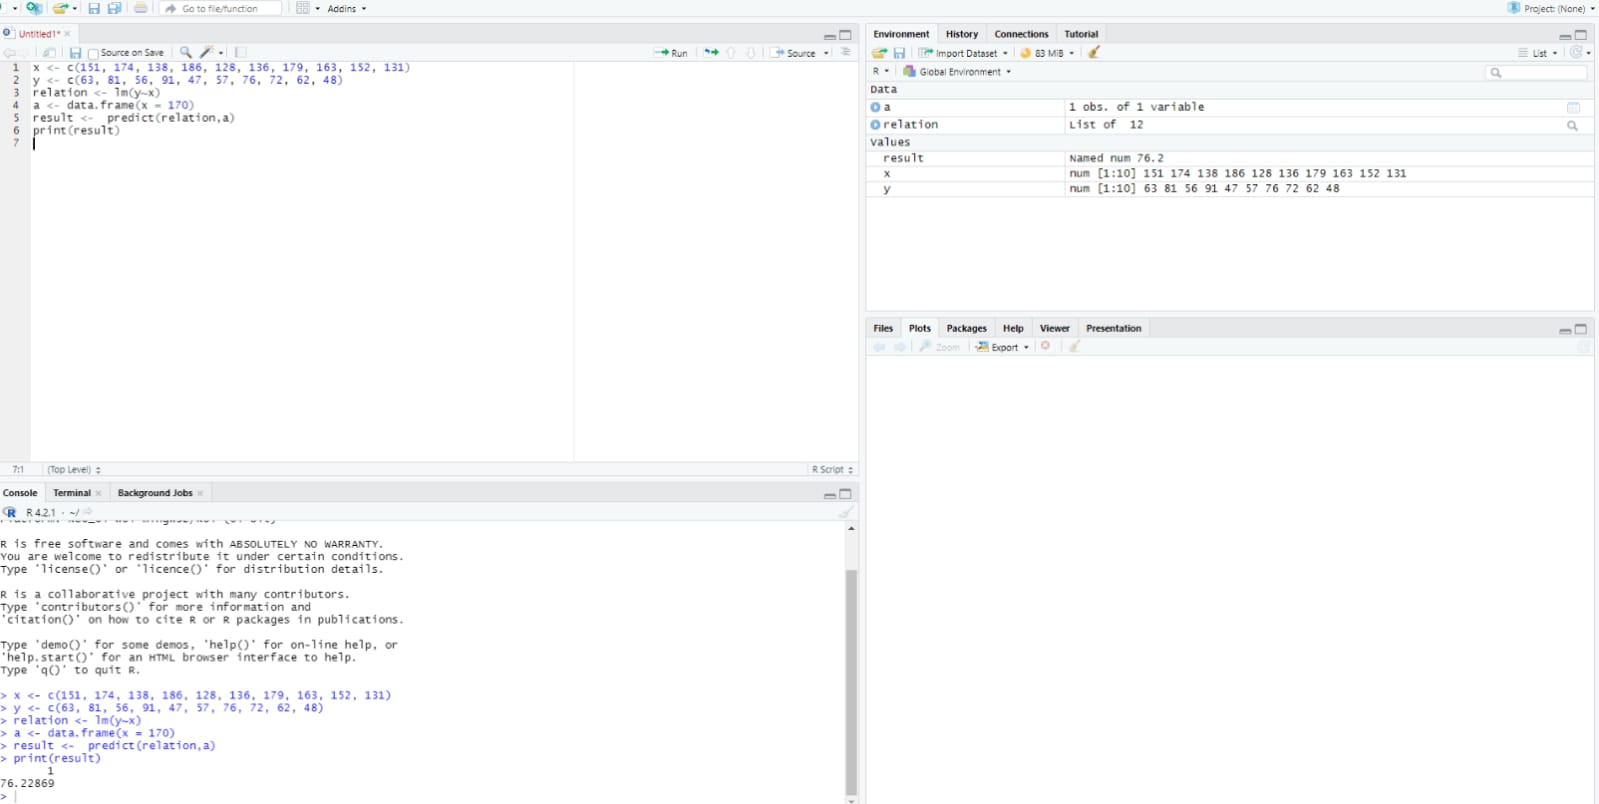 Go to file/function
Addins
Project: (None)
Untitled1*
Source on Save
Run
Source
1 x <- c(151, 174, 138, 186, 128, 136, 179, 163, 152, 131)
2 y <- c(63, 81, 56, 91, 47, 57, 76, 72, 62, 48)
3 relation <- lm(y~x)
4 a <- data.frame(x = 170)
5 result <-  predict(relation,a)
6 print(result)
7
7:1 (Top Level) R Script
Console Terminal Background Jobs
R 4.2.1 · ~/
R is free software and comes with ABSOLUTELY NO WARRANTY.
You are welcome to redistribute it under certain conditions.
Type 'license()' or 'licence()' for distribution details.
R is a collaborative project with many contributors.
Type 'contributors()' for more information and
'citation()' on how to cite R or R packages in publications.
Type 'demo()' for some demos, 'help()' for on-line help, or
'help.start()' for an HTML browser interface to help.
Type 'q()' to quit R.
> x <- c(151, 174, 138, 186, 128, 136, 179, 163, 152, 131)
> y <- c(63, 81, 56, 91, 47, 57, 76, 72, 62, 48)
> relation <- lm(y~x)
> a <- data.frame(x = 170)
> result <-  predict(relation,a)
> print(result)
1
76.22869
>
Environment History Connections Tutorial
Import Dataset 83 MiB List
R Global Environment
Data
a 1 obs. of 1 variable
relation List of  12
Values
result Named num 76.2
x num [1:10] 151 174 138 186 128 136 179 163 152 131
y num [1:10] 63 81 56 91 47 57 76 72 62 48
Files Plots Packages Help Viewer Presentation
Zoom Export